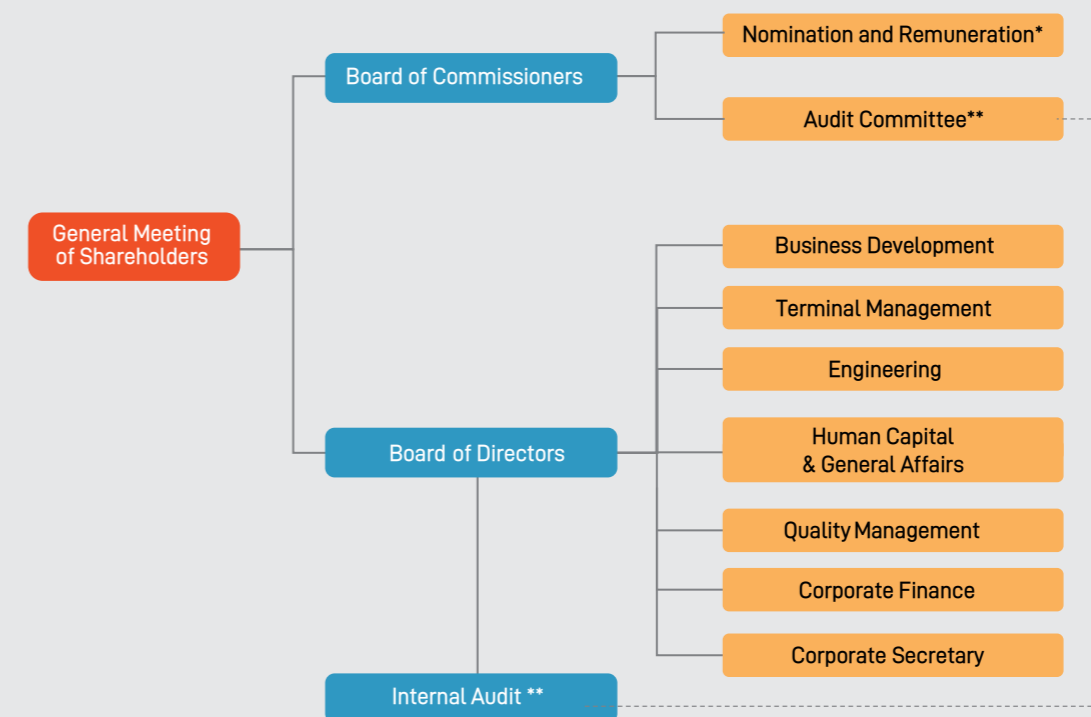 Nomination and Remuneration*
Board of Commissioners
Audit Committee**
General Meeting
of Shareholders
Business Development
Terminal Management
Engineering
Human Capital
& General Affairs
Board of Directors
Quality Management
Corporate Finance
Corporate Secretary
Internal Audit **